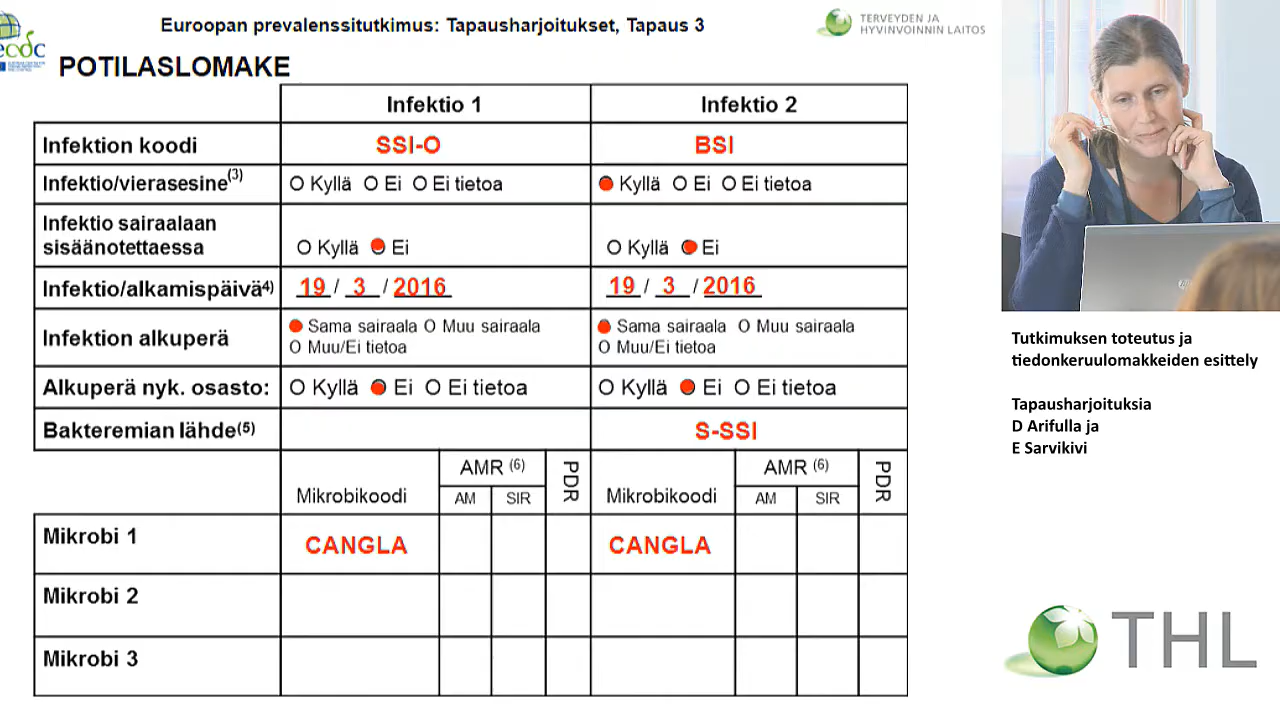 Euroopan prevalenssitutkimus: Tapausharjoitukset, Tapaus 3
TERVEYDEN JA
HYVINVOINNIN LAITOS
ecdc
POTILASLOMAKE
Infektio 1 Infektio 2
Infektion koodi SSI-O BSI
Infektio/vierasesine(3) O Kyllä O Ei O Ei tietoa Kyllä O Ei O Ei tietoa
Infektio sairaalaan
sisäänotettaessa O Kyllä Ei O Kyllä Ei
Infektio/alkamispäivä4) 19 / 3 / 2016 19 / 3 / 2016
Infektion alkuperä Sama sairaala O Muu sairaala Sama sairaala O Muu sairaala
O Muu/Ei tietoa O Muu/Ei tietoa
Alkuperä nyk. osasto: O Kyllä Ei O Ei tietoa O Kyllä Ei O Ei tietoa
Bakteremian lähde(5) S-SSI
Mikrobikoodi AMR (6) PDR Mikrobikoodi AMR (6) PDR
AM SIR AM SIR
Mikrobi 1 CANGLA CANGLA
Mikrobi 2
Mikrobi 3
Tutkimuksen toteutus ja
tiedonkeruulomakkeiden esittely
Tapausharjoituksia
D Arifulla ja
E Sarvikivi
THL